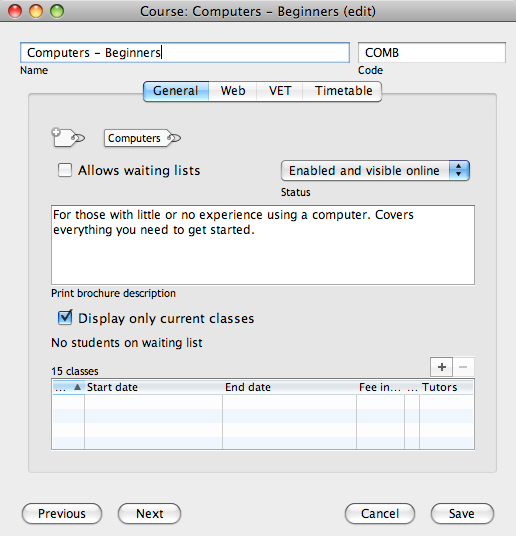 Course: Computers – Beginners (edit)
Computers – Beginners
COMB
Name
Code
General
Web
VET
Timetable
Computers
Allows waiting lists
Enabled and visible online
Status
For those with little or no experience using a computer. Covers
everything you need to get started.
Print brochure description
Display only current classes
No students on waiting list
15 classes
+ −
... Start date End date Fee in... ... Tutors
Previous
Next
Cancel
Save